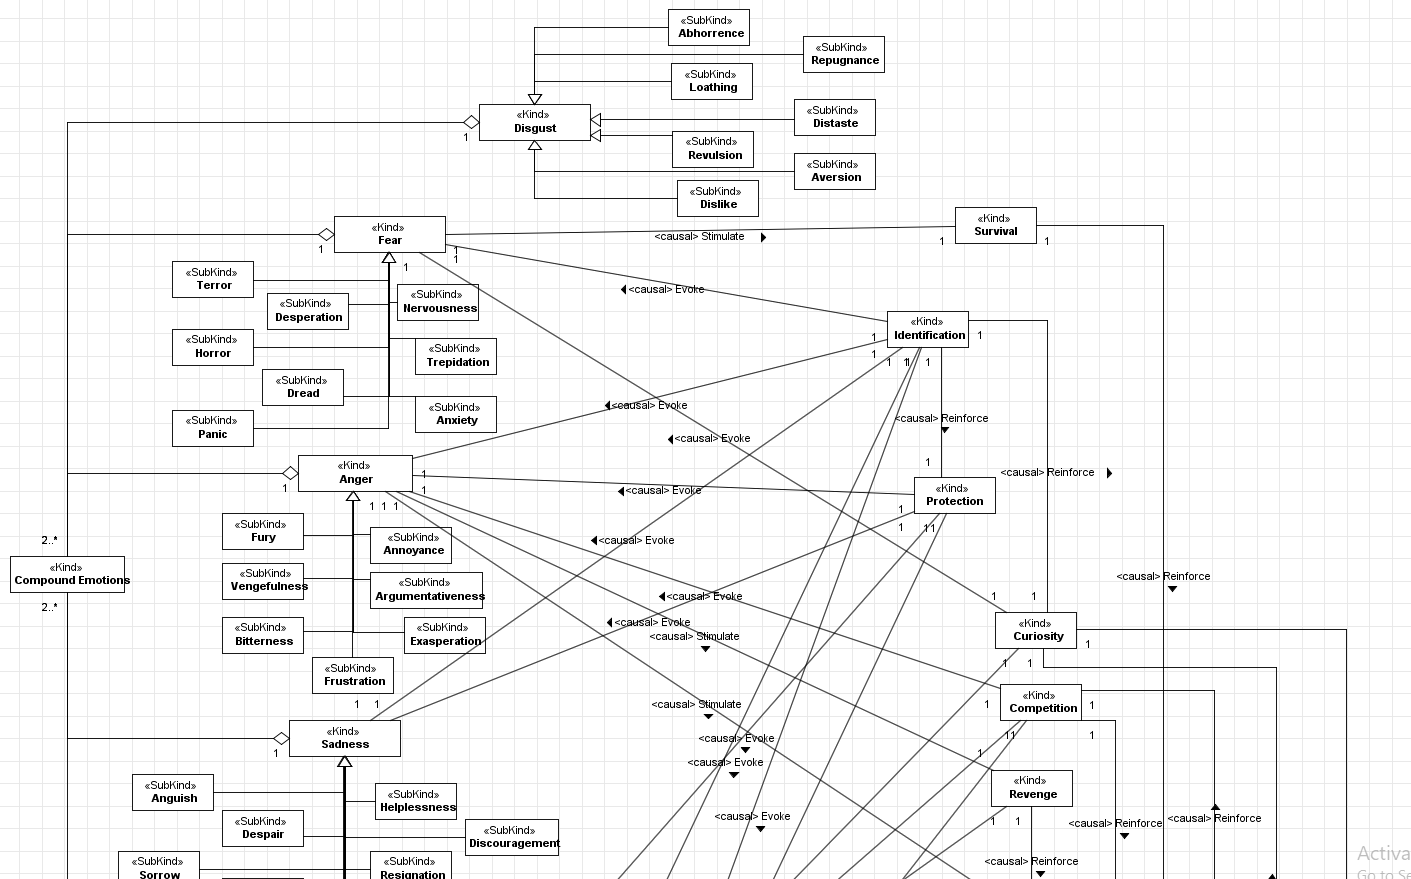 «SubKind»
Abhorrence
«SubKind»
Repugnance
«SubKind»
Loathing
«Kind»
Disgust
1
«SubKind»
Distaste
«SubKind»
Revulsion
«SubKind»
Aversion
«SubKind»
Dislike
«Kind»
Fear
1
1
1
1
<causal> Stimulate
«Kind»
Survival
1
1
«SubKind»
Terror
«SubKind»
Desperation
«SubKind»
Nervousness
<causal> Evoke
«SubKind»
Horror
«SubKind»
Trepidation
«Kind»
Identification
1
1
1
1
1
1
1
«SubKind»
Dread
«SubKind»
Panic
«SubKind»
Anxiety
<causal> Evoke
<causal> Evoke
<causal> Reinforce
1
<causal> Reinforce
«Kind»
Anger
1
1
1
1 1 1
<causal> Evoke
«Kind»
Protection
1
1
1
1
«SubKind»
Fury
«SubKind»
Annoyance
<causal> Evoke
2..*
«Kind»
Compound Emotions
2..*
«SubKind»
Vengefulness
«SubKind»
Argumentativeness
<causal> Evoke
<causal> Reinforce
1
1
«SubKind»
Bitterness
«SubKind»
Exasperation
<causal> Evoke
<causal> Stimulate
«Kind»
Curiosity
1
1
1
«SubKind»
Frustration
1 1
<causal> Stimulate
«Kind»
Competition
1
1
1
1
1
1
«Kind»
Sadness
1
<causal> Evoke
<causal> Evoke
«Kind»
Revenge
1 1
«SubKind»
Anguish
«SubKind»
Helplessness
<causal> Evoke
<causal> Reinforce
<causal> Reinforce
«SubKind»
Despair
«SubKind»
Discouragement
<causal> Reinforce
«SubKind»
Sorrow
«SubKind»
Resignation
Activa
Go to Se